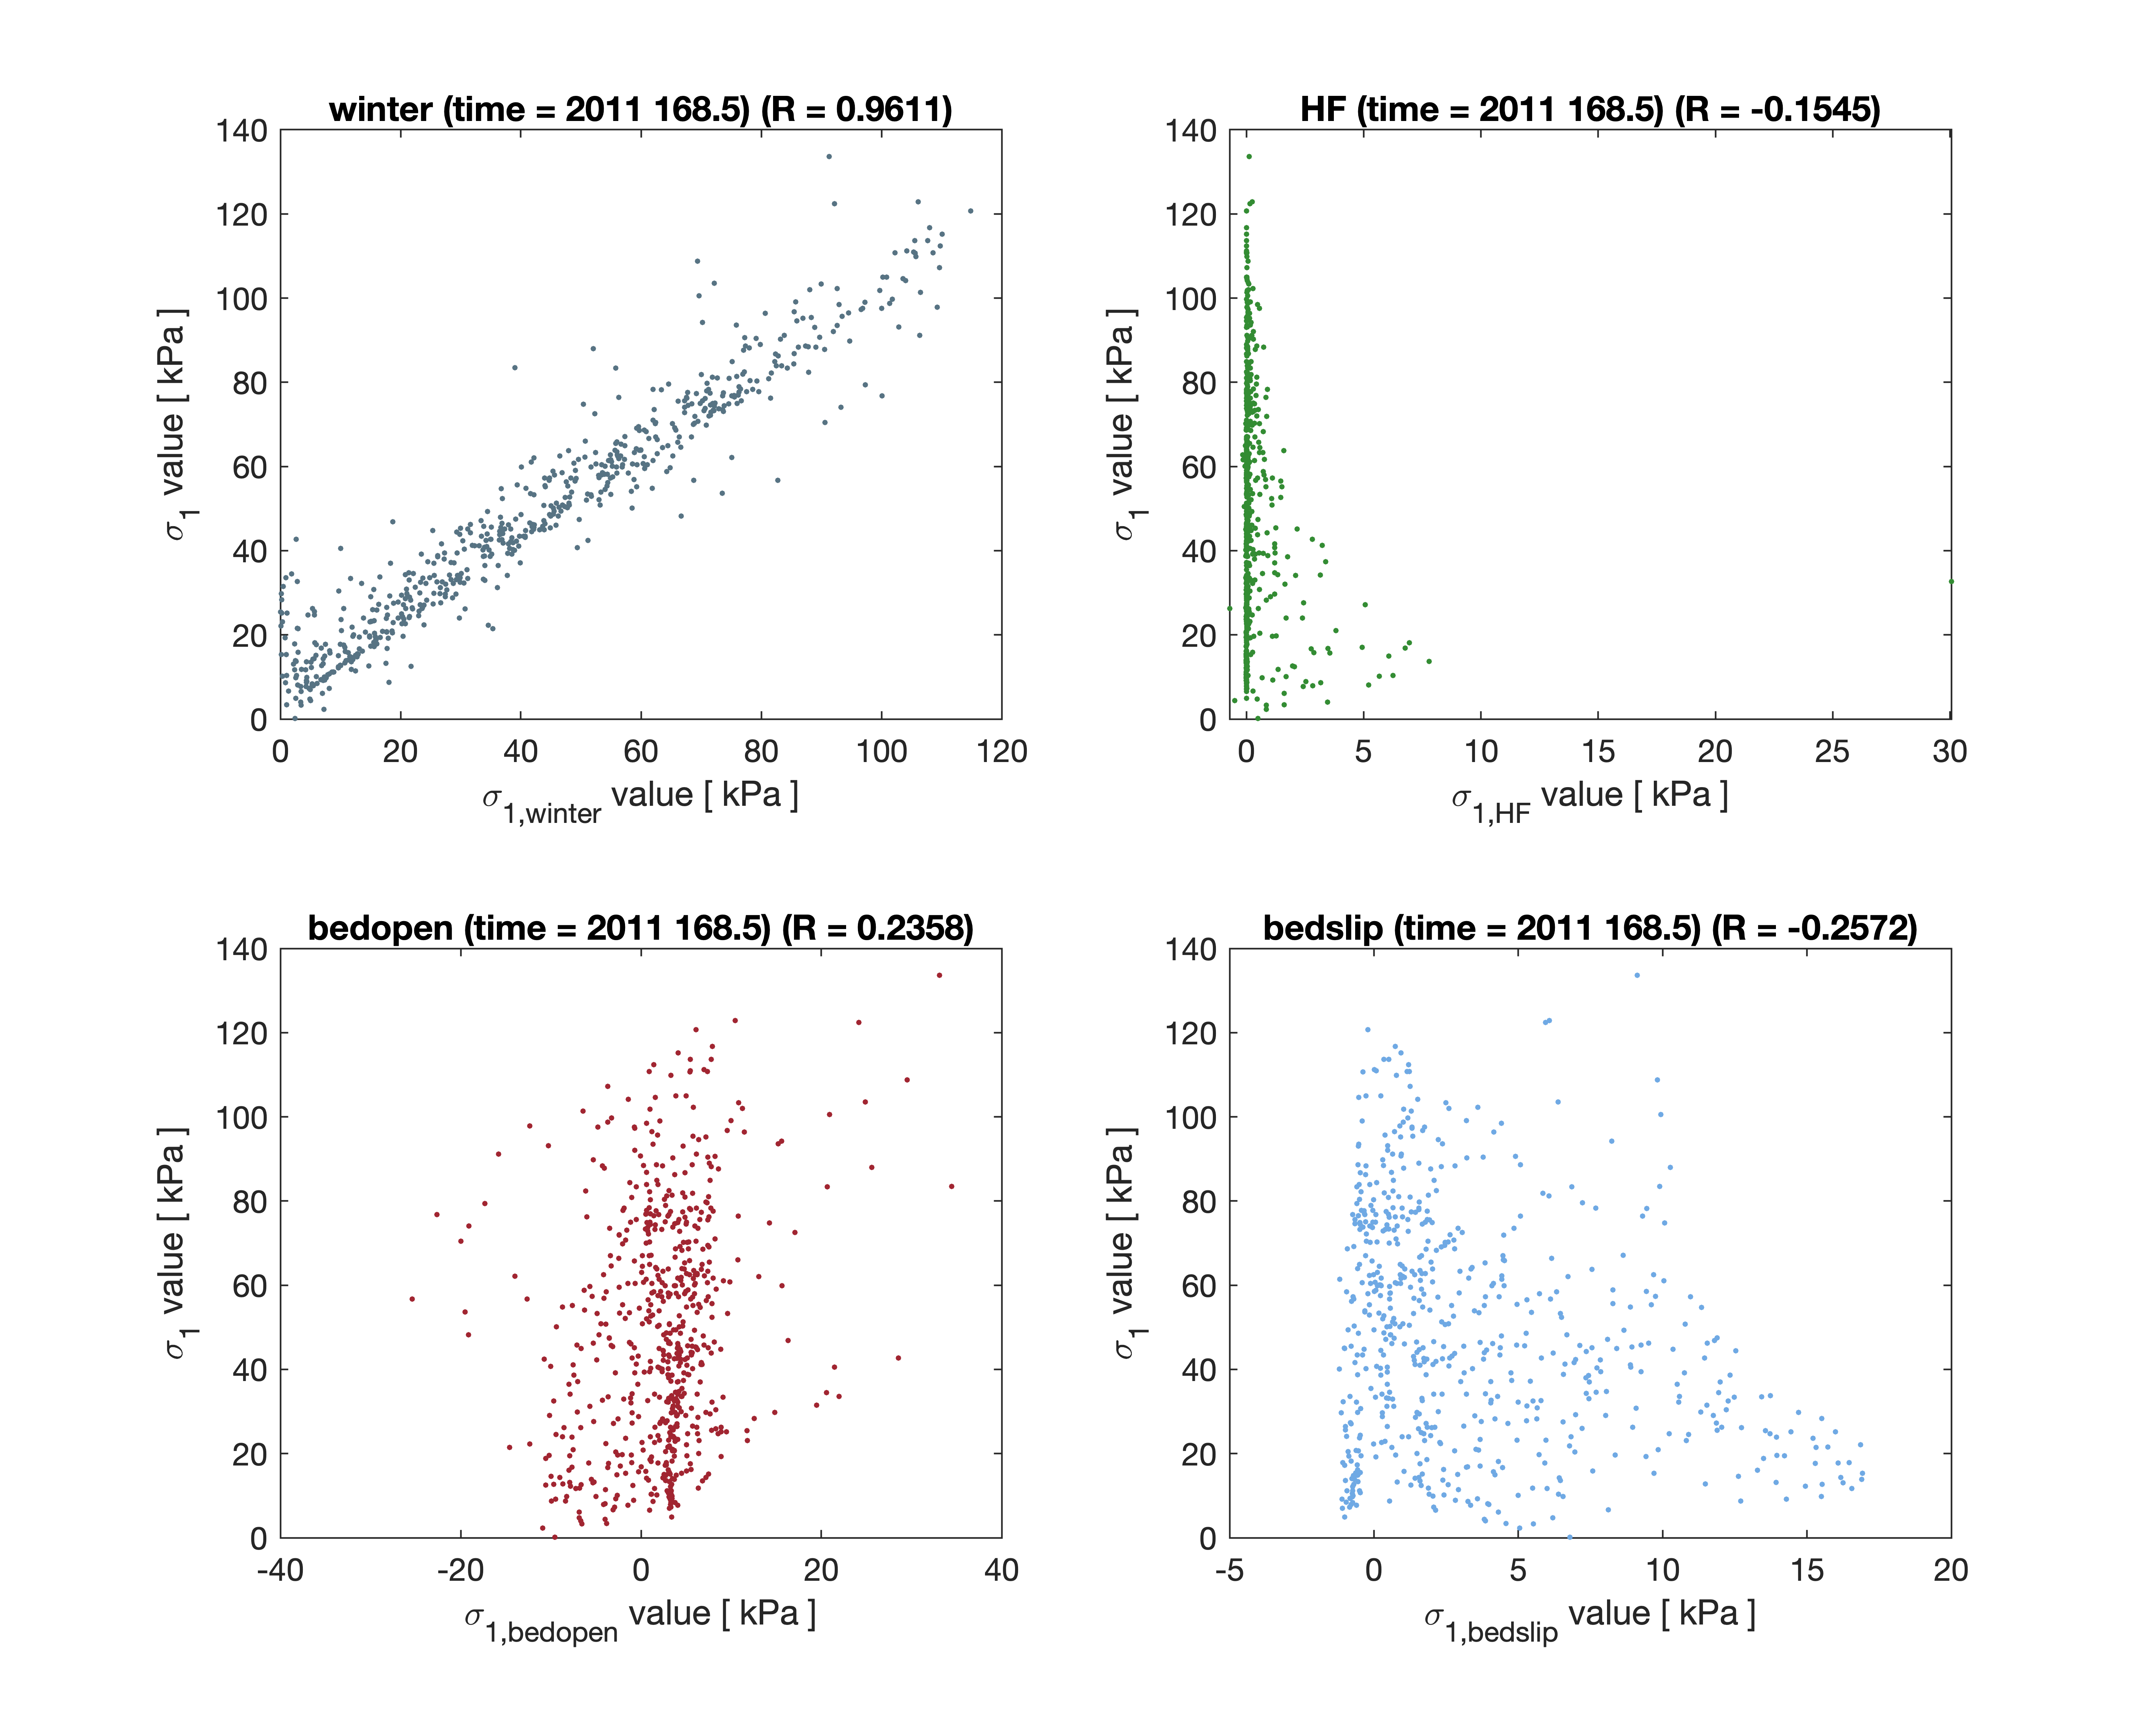 winter (time = 2011 168.5) (R = 0.9611)
140
120
100
80
60
40
20
0
σ1 value [ kPa ]
0 20 40 60 80 100 120
σ1,winter value [ kPa ]
HF (time = 2011 168.5) (R = -0.1545)
140
120
100
80
60
40
20
0
σ1 value [ kPa ]
0 5 10 15 20 25 30
σ1,HF value [ kPa ]
bedopen (time = 2011 168.5) (R = 0.2358)
140
120
100
80
60
40
20
0
σ1 value [ kPa ]
-40 -20 0 20 40
σ1,bedopen value [ kPa ]
bedslip (time = 2011 168.5) (R = -0.2572)
140
120
100
80
60
40
20
0
σ1 value [ kPa ]
-5 0 5 10 15 20
σ1,bedslip value [ kPa ]